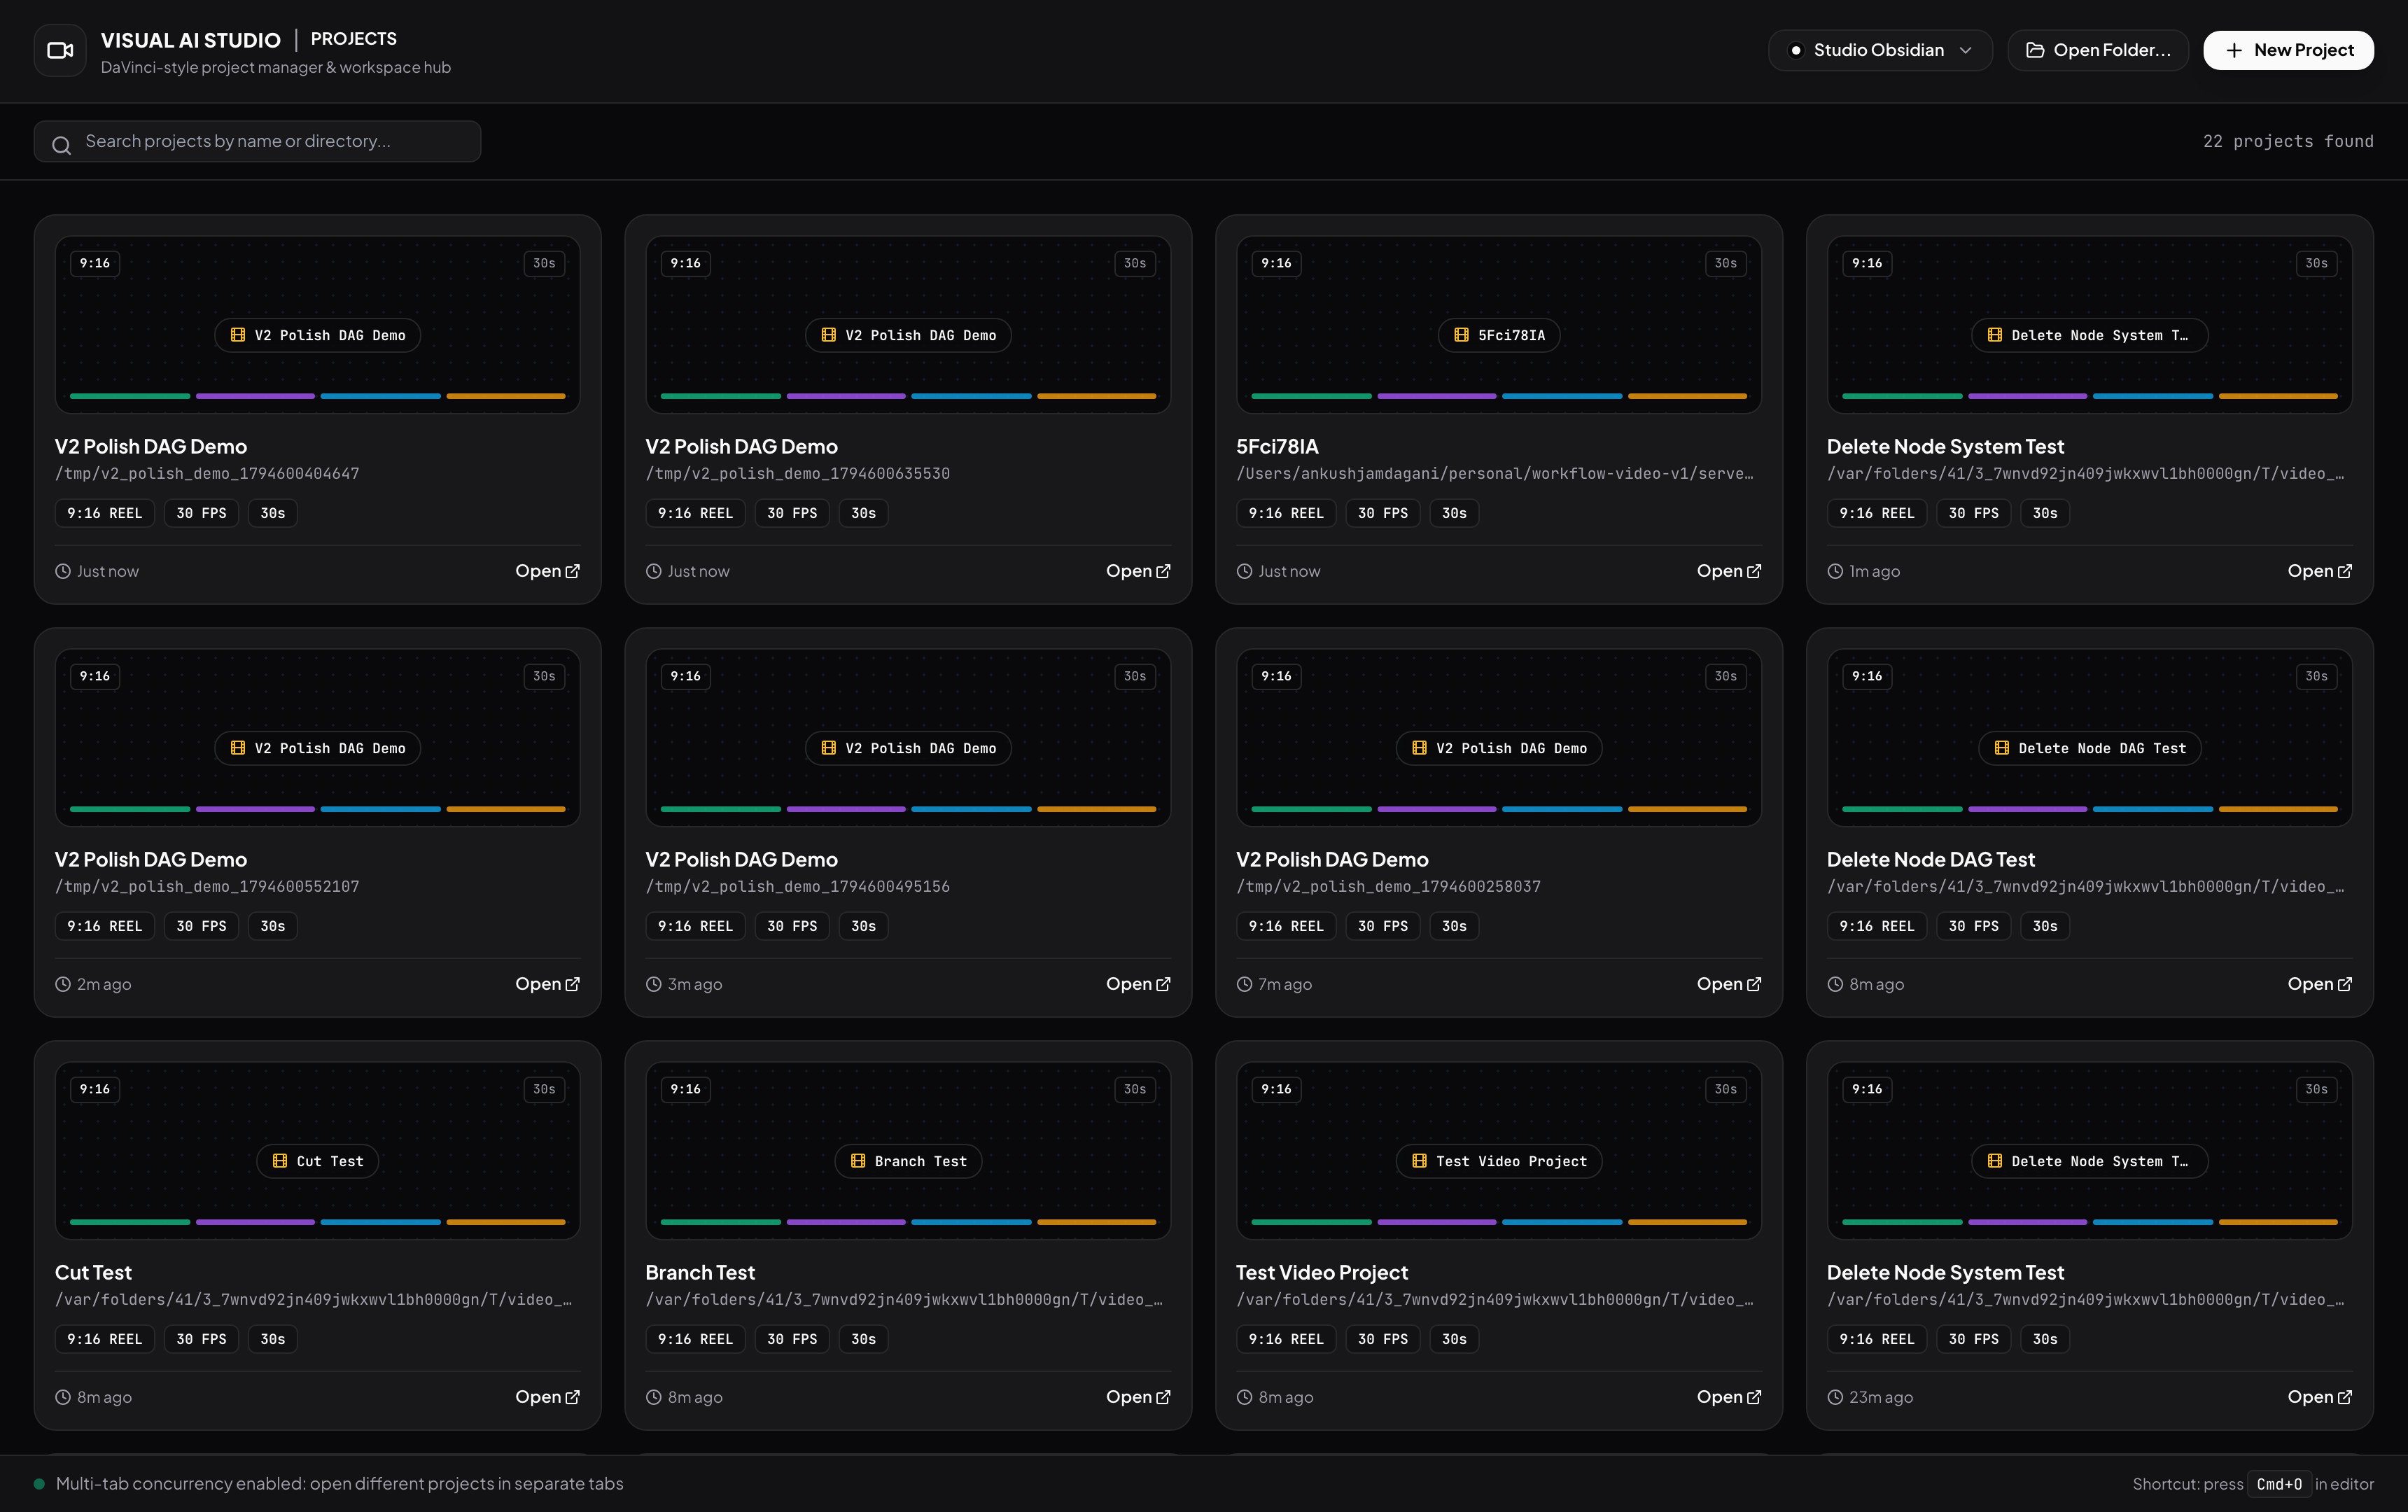 VISUAL AI STUDIO | PROJECTS
DaVinci-style project manager & workspace hub
Studio Obsidian
Open Folder...
New Project
Search projects by name or directory...
22 projects found
9:16
30s
V2 Polish DAG Demo
V2 Polish DAG Demo
/tmp/v2_polish_demo_1794600404647
9:16 REEL
30 FPS
30s
Just now
Open
9:16
30s
V2 Polish DAG Demo
V2 Polish DAG Demo
/tmp/v2_polish_demo_1794600635530
9:16 REEL
30 FPS
30s
Just now
Open
9:16
30s
5Fci78IA
5Fci78IA
/Users/ankushjamdagani/personal/workflow-video-v1/serve…
9:16 REEL
30 FPS
30s
Just now
Open
9:16
30s
Delete Node System T…
Delete Node System Test
/var/folders/41/3_7wnvd92jn409jwkxwvl1bh0000gn/T/video_…
9:16 REEL
30 FPS
30s
1m ago
Open
9:16
30s
V2 Polish DAG Demo
V2 Polish DAG Demo
/tmp/v2_polish_demo_1794600552107
9:16 REEL
30 FPS
30s
2m ago
Open
9:16
30s
V2 Polish DAG Demo
V2 Polish DAG Demo
/tmp/v2_polish_demo_1794600495156
9:16 REEL
30 FPS
30s
3m ago
Open
9:16
30s
V2 Polish DAG Demo
V2 Polish DAG Demo
/tmp/v2_polish_demo_1794600258037
9:16 REEL
30 FPS
30s
7m ago
Open
9:16
30s
Delete Node DAG Test
Delete Node DAG Test
/var/folders/41/3_7wnvd92jn409jwkxwvl1bh0000gn/T/video_…
9:16 REEL
30 FPS
30s
8m ago
Open
9:16
30s
Cut Test
Cut Test
/var/folders/41/3_7wnvd92jn409jwkxwvl1bh0000gn/T/video_…
9:16 REEL
30 FPS
30s
8m ago
Open
9:16
30s
Branch Test
Branch Test
/var/folders/41/3_7wnvd92jn409jwkxwvl1bh0000gn/T/video_…
9:16 REEL
30 FPS
30s
8m ago
Open
9:16
30s
Test Video Project
Test Video Project
/var/folders/41/3_7wnvd92jn409jwkxwvl1bh0000gn/T/video_…
9:16 REEL
30 FPS
30s
8m ago
Open
9:16
30s
Delete Node System T…
Delete Node System Test
/var/folders/41/3_7wnvd92jn409jwkxwvl1bh0000gn/T/video_…
9:16 REEL
30 FPS
30s
23m ago
Open
Multi-tab concurrency enabled: open different projects in separate tabs
Shortcut: press Cmd+O in editor